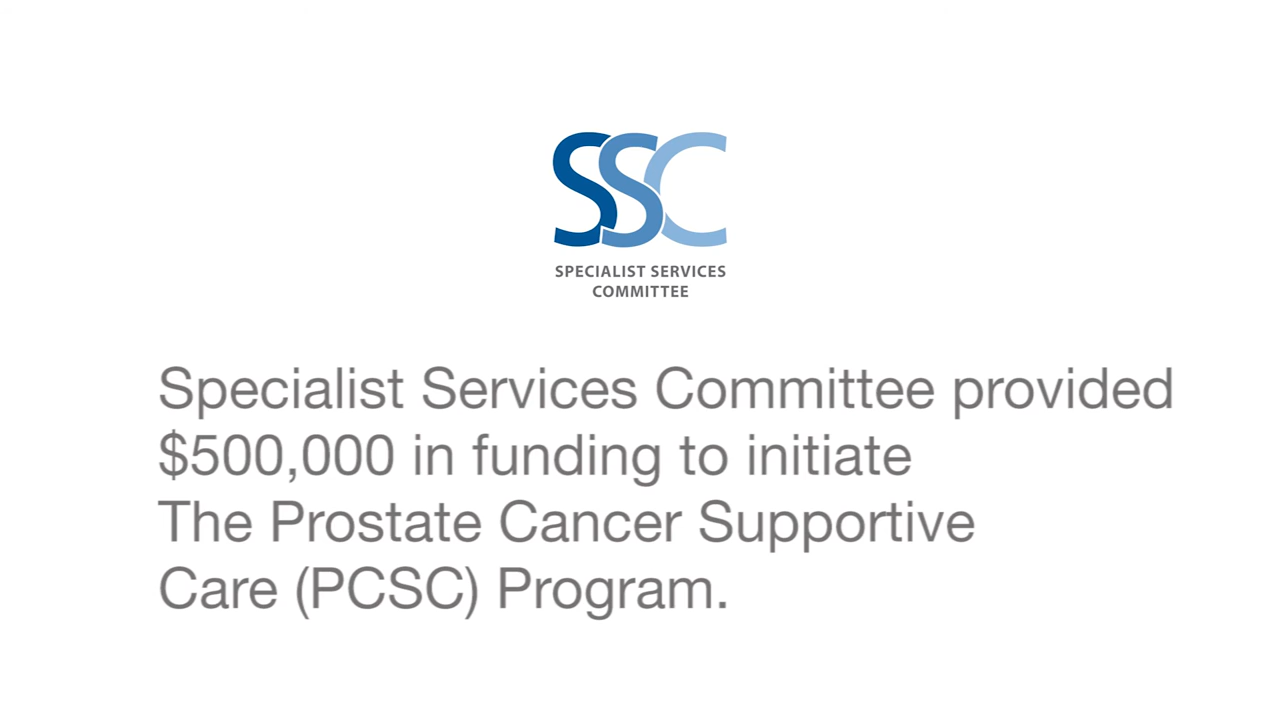 SSC
SPECIALIST SERVICES
COMMITTEE
Specialist Services Committee provided
$500,000 in funding to initiate
The Prostate Cancer Supportive
Care (PCSC) Program.